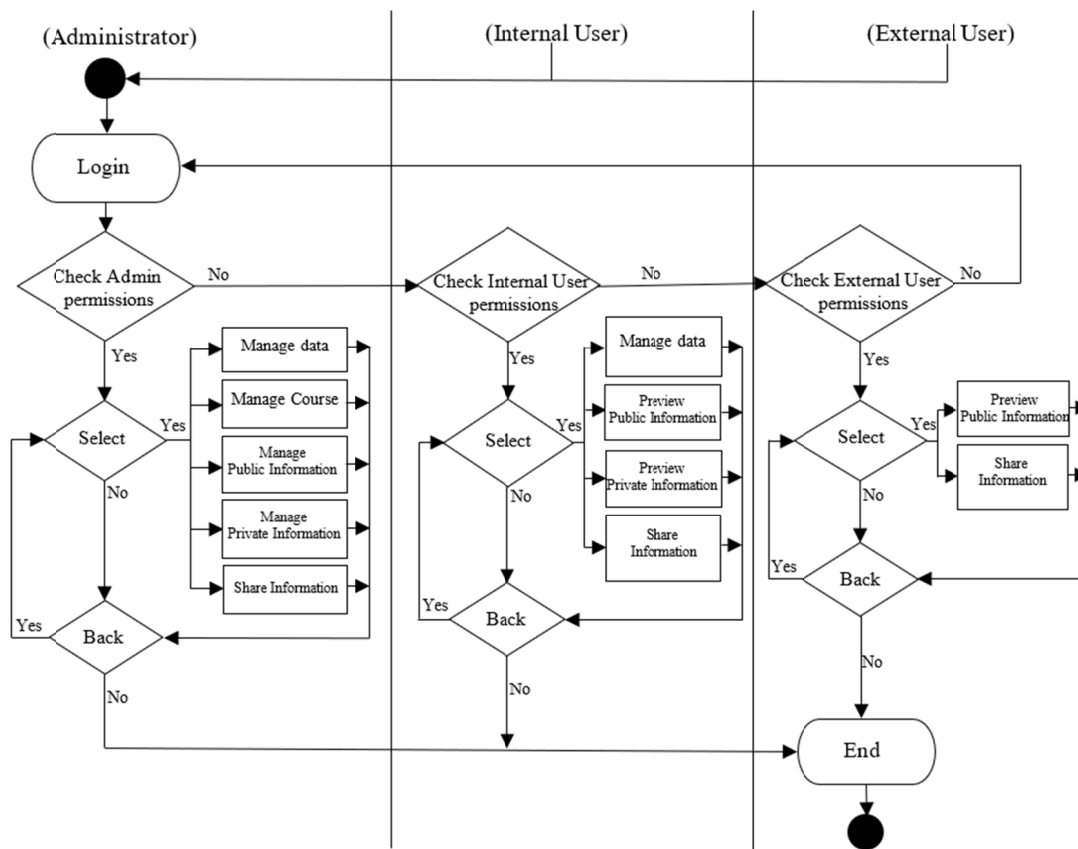 (Administrator)
(Internal User)
(External User)
Login
Check Admin
permissions
No
Check Internal User
permissions
No
Check External User
permissions
No
Yes
Manage data
Manage Course
Manage
Public Information
Manage
Private Information
Share Information
Select
Yes
No
Yes
Back
No
Yes
Manage data
Preview
Public Information
Preview
Private Information
Share
Information
Select
Yes
No
Yes
Back
No
Yes
Preview
Public Information
Share
Information
Select
Yes
No
Yes
Back
No
End